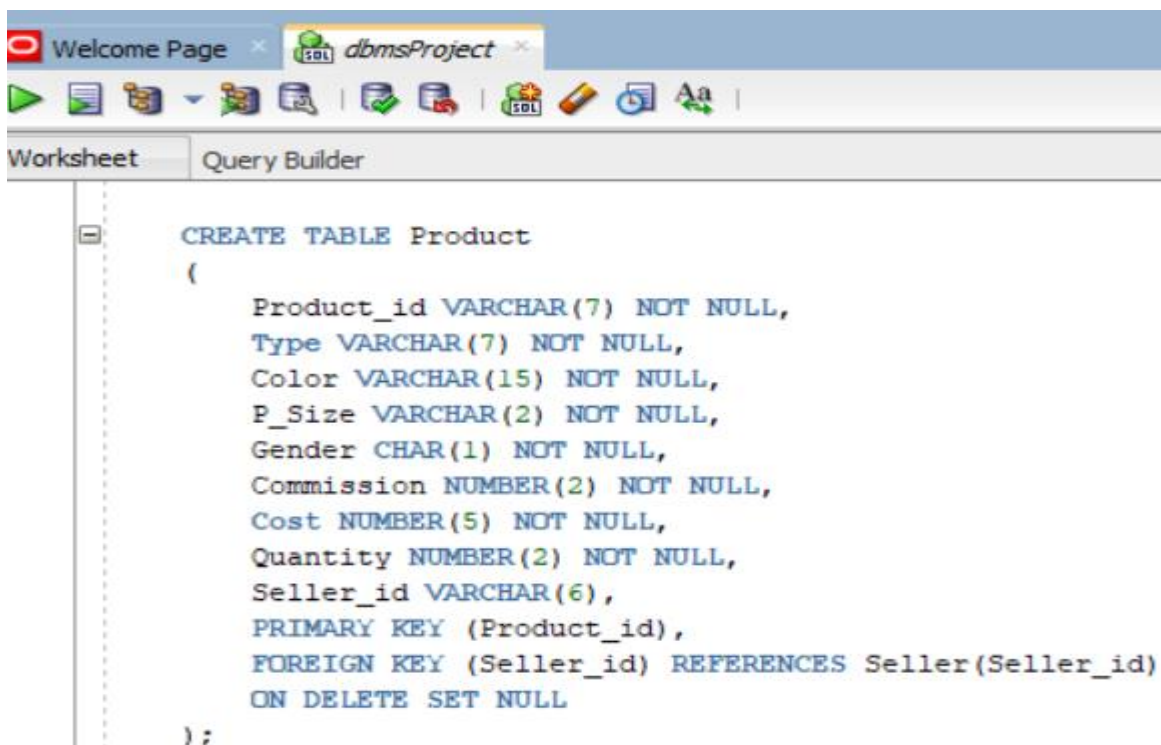 Welcome Page
dbmsProject
SQL
SQL
Aa
Worksheet
Query Builder
CREATE TABLE Product
(
Product_id VARCHAR(7) NOT NULL,
Type VARCHAR(7) NOT NULL,
Color VARCHAR(15) NOT NULL,
P_Size VARCHAR(2) NOT NULL,
Gender CHAR(1) NOT NULL,
Commission NUMBER(2) NOT NULL,
Cost NUMBER(5) NOT NULL,
Quantity NUMBER(2) NOT NULL,
Seller_id VARCHAR(6),
PRIMARY KEY (Product_id),
FOREIGN KEY (Seller_id) REFERENCES Seller(Seller_id)
ON DELETE SET NULL
);